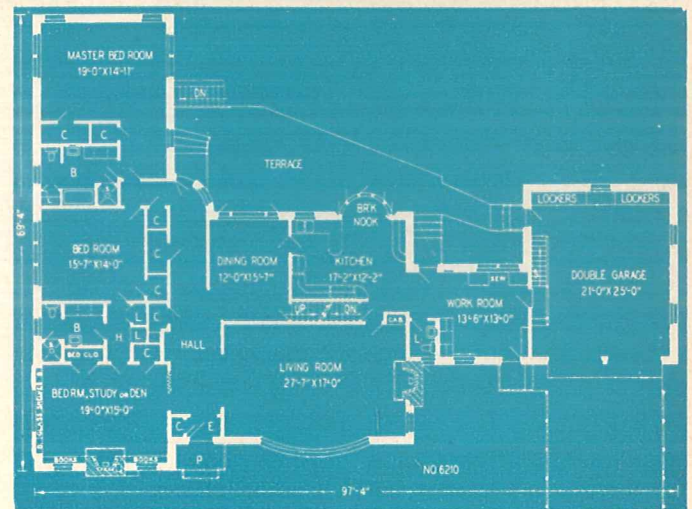 MASTER BED ROOM
19'-0"X14'-11"
DN
C
C
B
S
TERRACE
LOCKERS
LOCKERS
BR'K
NOOK
C
BED ROOM
15'-7"X14'-0"
C
DINING ROOM
12'-0"X15'-7"
KITCHEN
17'-2"X12'-2"
SEW
DOUBLE GARAGE
21'-0"X25'-0"
69'-4"
C
UP
DN
WORK ROOM
13'-6"X13'-0"
B
H
L
L
C
CAB
L
S
BED CLO
C
HALL
LIVING ROOM
27'-7"X17'-0"
BEDRM, STUDY OR DEN
19'-0"X15'-0"
C
E
BOOKS
BOOKS
P
NO 6210
97'-4"